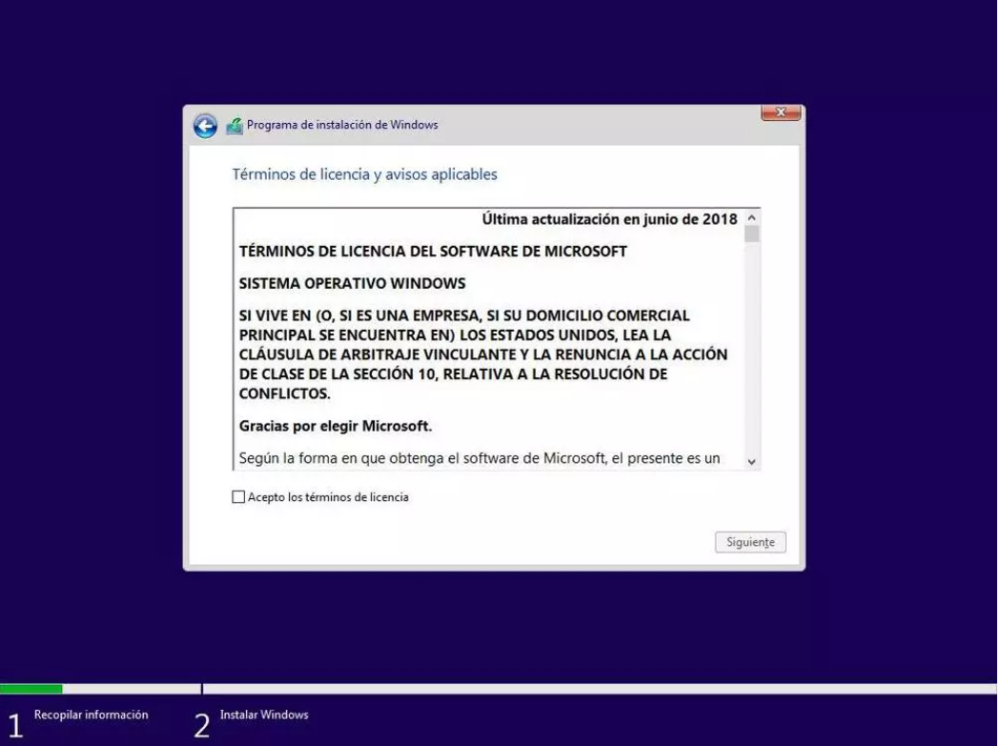 Programa de instalación de Windows
Términos de licencia y avisos aplicables
Última actualización en junio de 2018
TÉRMINOS DE LICENCIA DEL SOFTWARE DE MICROSOFT
SISTEMA OPERATIVO WINDOWS
SI VIVE EN (O, SI ES UNA EMPRESA, SI SU DOMICILIO COMERCIAL
PRINCIPAL SE ENCUENTRA EN) LOS ESTADOS UNIDOS, LEA LA
CLÁUSULA DE ARBITRAJE VINCULANTE Y LA RENUNCIA A LA ACCIÓN
DE CLASE DE LA SECCIÓN 10, RELATIVA A LA RESOLUCIÓN DE
CONFLICTOS.
Gracias por elegir Microsoft.
Según la forma en que obtenga el software de Microsoft, el presente es un
Acepto los términos de licencia
Siguiente
1 Recopilar información
2 Instalar Windows